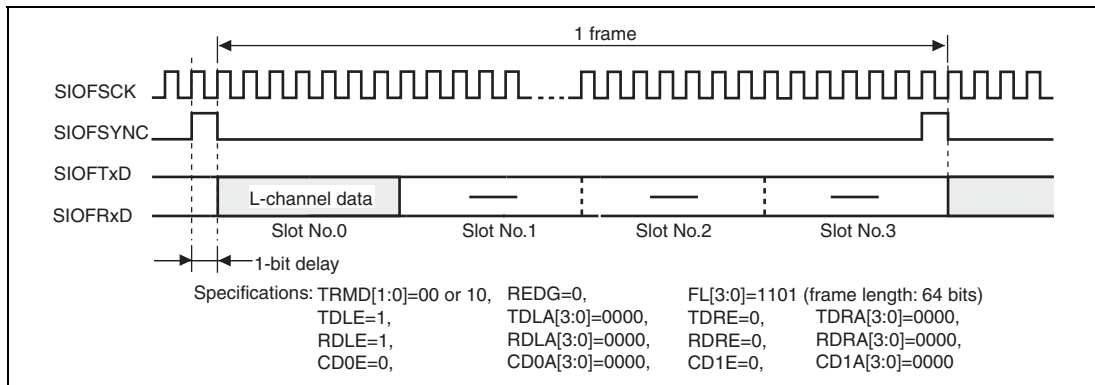 1 frame
SIOFSCK
SIOFSYNC
SIOFTxD
SIOFRxD
L-channel data
Slot No.0 Slot No.1 Slot No.2 Slot No.3
1-bit delay
Specifications: TRMD[1:0]=00 or 10, REDG=0, FL[3:0]=1101 (frame length: 64 bits)
TDLE=1, TDLA[3:0]=0000, TDRE=0, TDRA[3:0]=0000,
RDLE=1, RDLA[3:0]=0000, RDRE=0, RDRA[3:0]=0000,
CD0E=0, CD0A[3:0]=0000, CD1E=0, CD1A[3:0]=0000